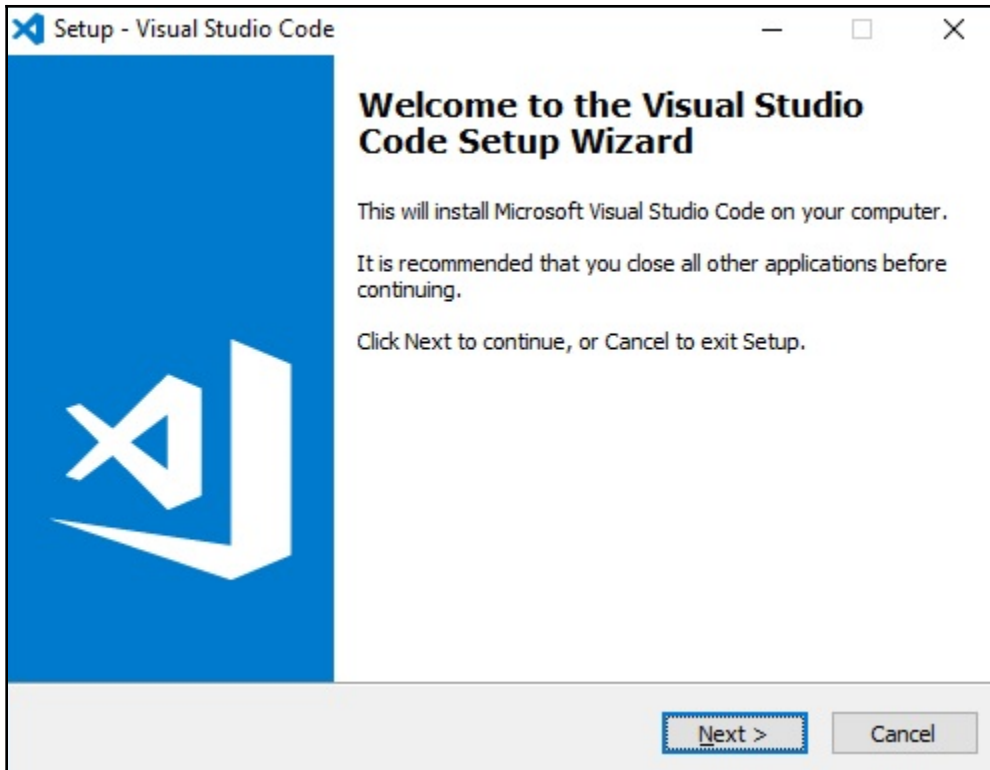 Setup - Visual Studio Code
Welcome to the Visual Studio
Code Setup Wizard
This will install Microsoft Visual Studio Code on your computer.
It is recommended that you close all other applications before
continuing.
Click Next to continue, or Cancel to exit Setup.
Next >
Cancel